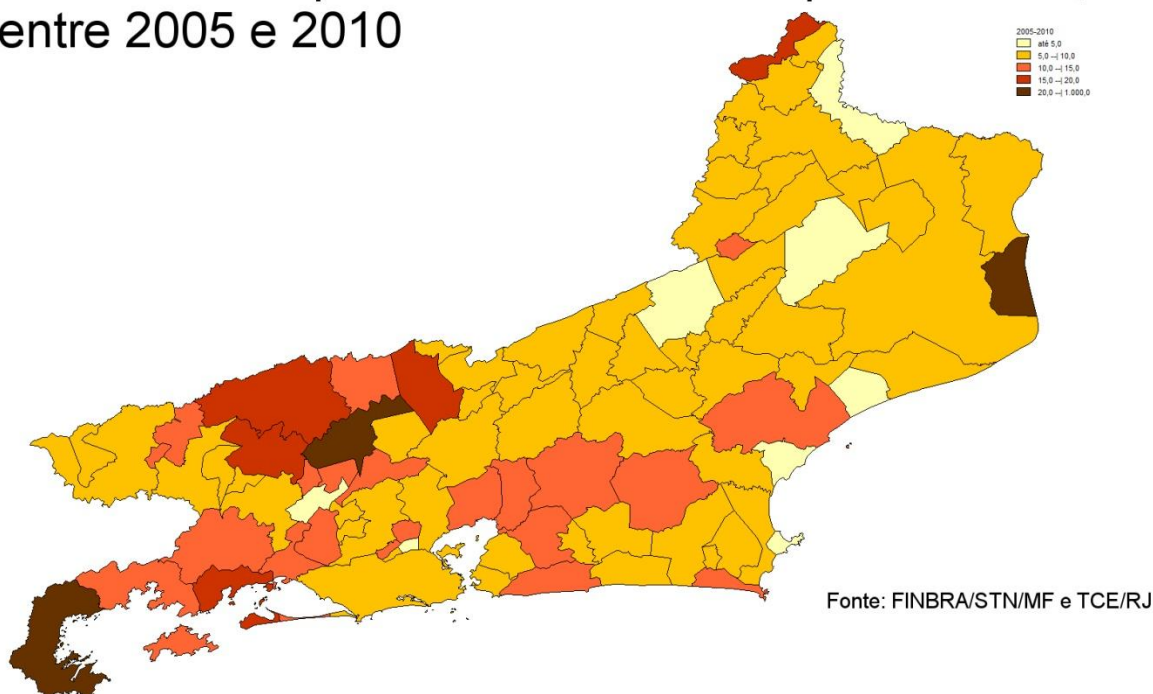 entre 2005 e 2010
2005-2010
até 5,0
5,0 --| 10,0
10,0 --| 15,0
15,0 --| 20,0
20,0 --| 1.000,0
Fonte: FINBRA/STN/MF e TCE/RJ